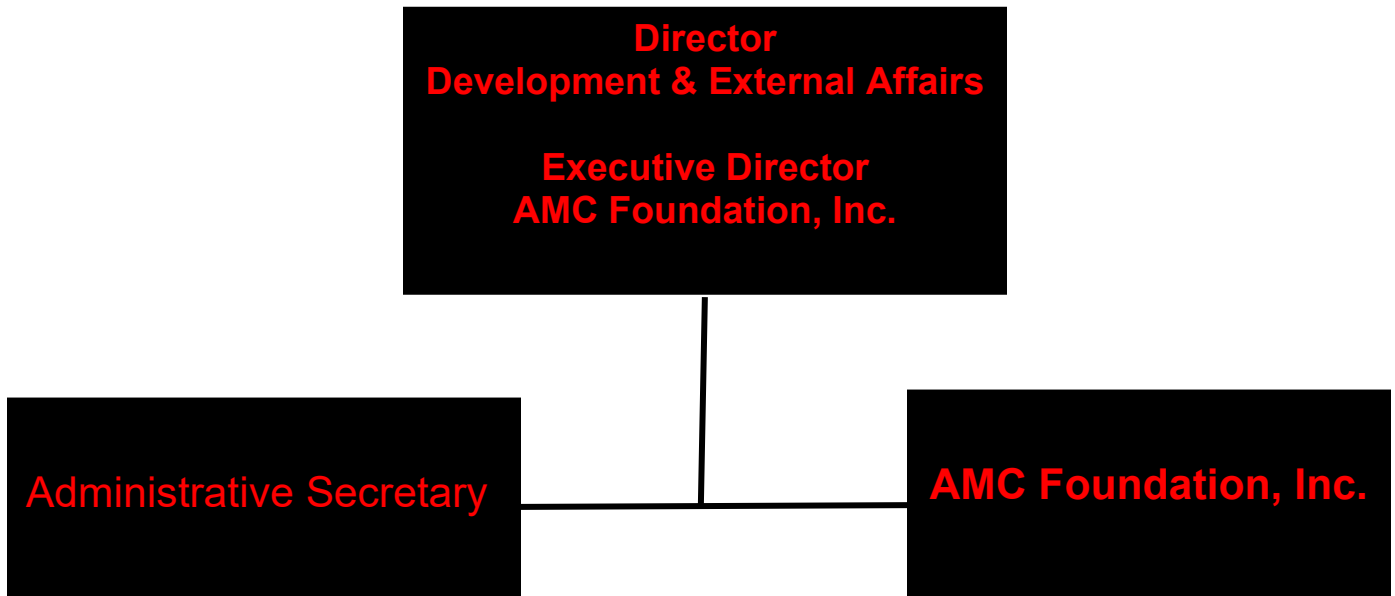 Director
Development & External Affairs
Executive Director
AMC Foundation, Inc.
Administrative Secretary
AMC Foundation, Inc.